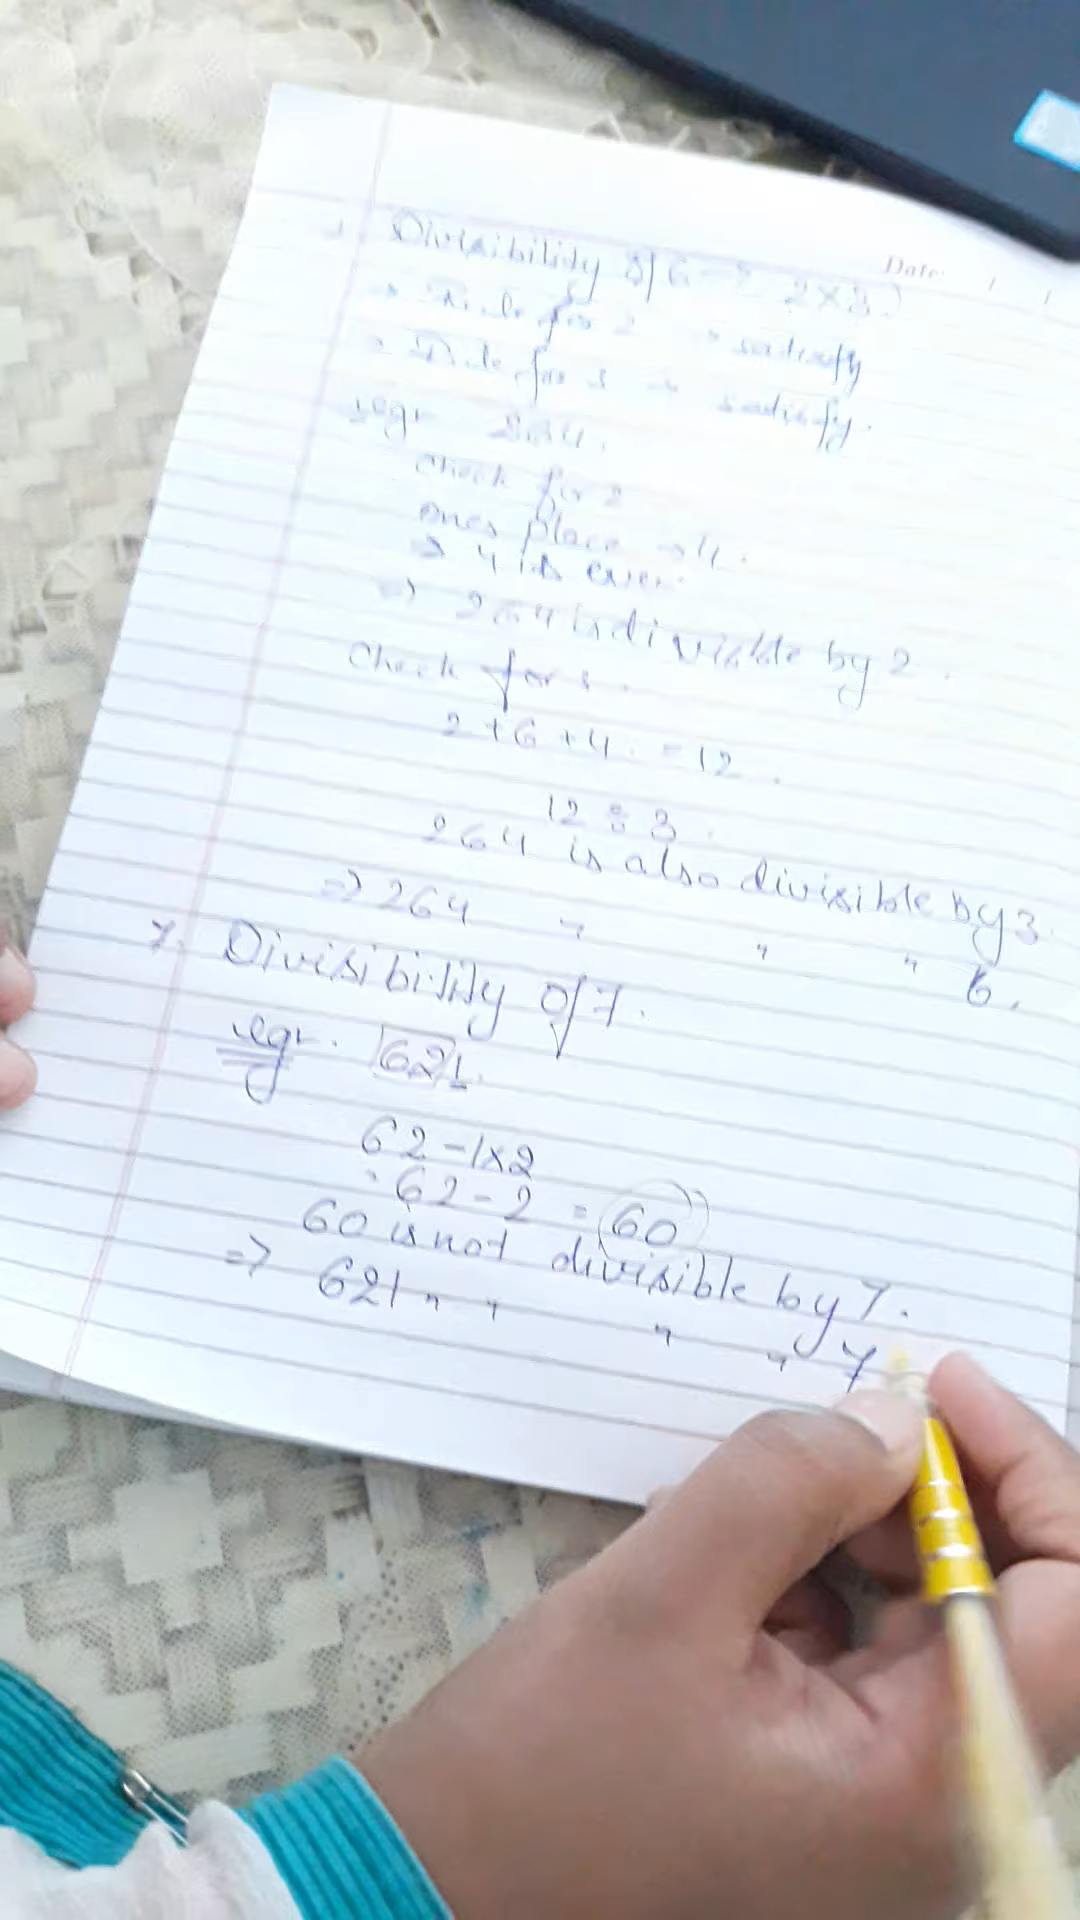 Date
Divisibility of 6 → 2×3
→ Rule for 2 → satisfy
→ Rule for 3 → satisfy.
eg. 264.
Check for 2
ones place → 4.
→ 4 is even.
⇒ 264 is divisible by 2.
Check for 3.
2+6+4. = 12.
12 ÷ 3.
264 is also divisible by 3.
⇒ 264 " " " 6.
7. Divisibility of 7.
eg. 621.
62-1×2
62-2 = 60
60 is not divisible by 7.
⇒ 621 " " " " 7